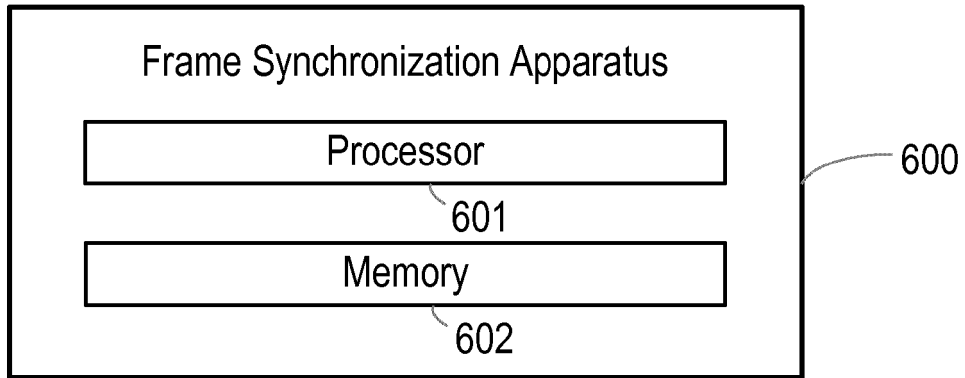 Frame Synchronization Apparatus
Processor
600
601
Memory
602